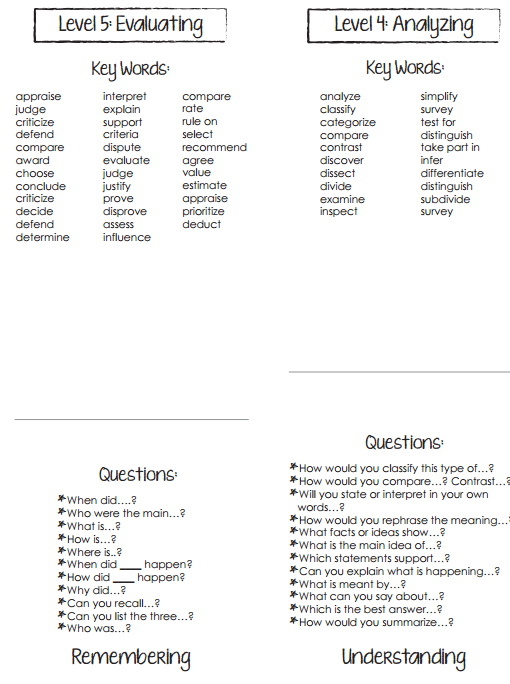 Level 5: Evaluating
Key Words:
appraise interpret compare
judge explain rate
criticize support rule on
defend criteria select
compare dispute recommend
award evaluate agree
choose judge value
conclude justify estimate
criticize prove appraise
decide disprove prioritize
defend assess deduct
determine influence
Level 4: Analyzing
Key Words:
analyze simplify
classify survey
categorize test for
compare distinguish
contrast take part in
discover infer
dissect differentiate
divide distinguish
examine subdivide
inspect survey
Questions:
*When did....?
*Who were the main...?
*What is...?
*How is...?
*Where is..?
*When did ____ happen?
*How did ____ happen?
*Why did...?
*Can you recall...?
*Can you list the three...?
*Who was...?
Remembering
Questions:
*How would you classify this type of...?
*How would you compare...? Contrast...?
*Will you state or interpret in your own
words...?
*How would you rephrase the meaning...?
*What facts or ideas show...?
*What is the main idea of...?
*Which statements support...?
*Can you explain what is happening...?
*What is meant by...?
*What can you say about...?
*Which is the best answer...?
*How would you summarize...?
Understanding